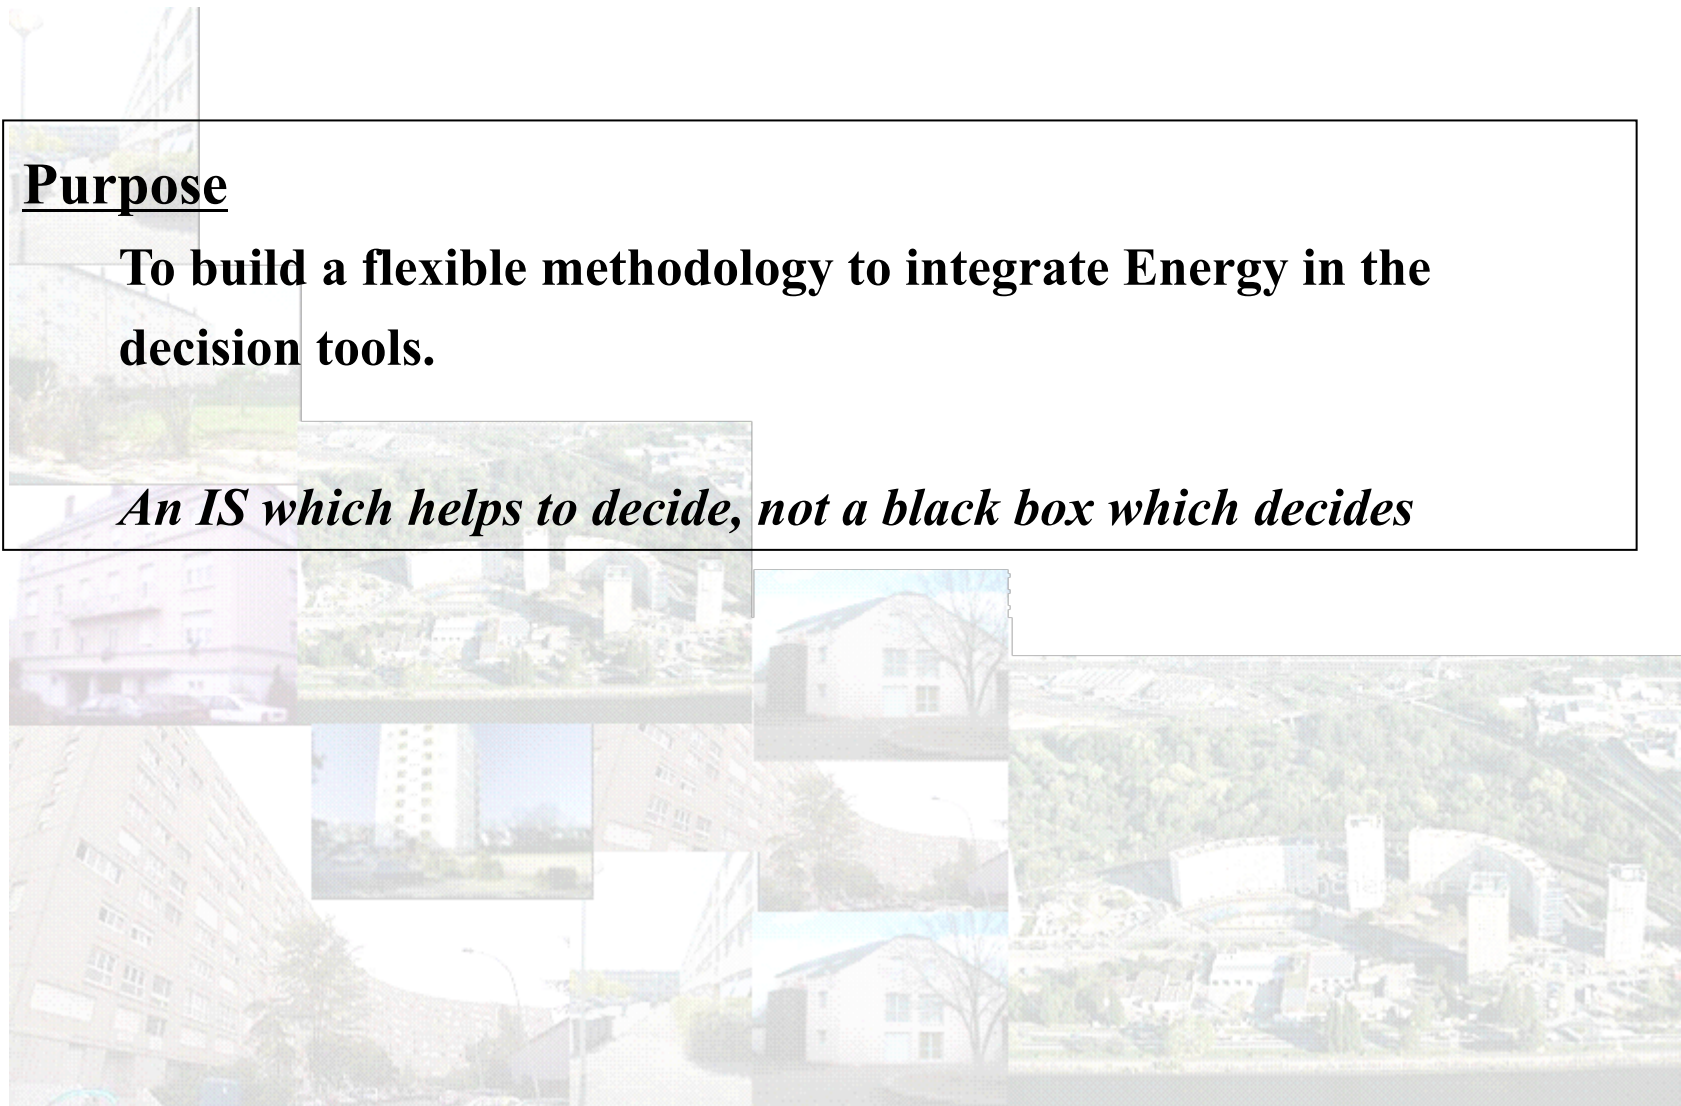 Purpose
To build a flexible methodology to integrate Energy in the
decision tools.
An IS which helps to decide, not a black box which decides